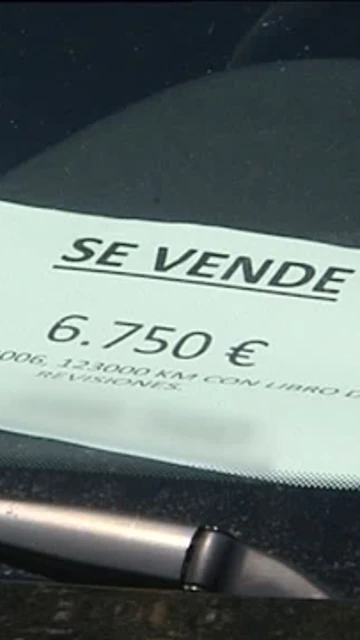 SE VENDE
6.750 €
006, 123000 KM CON LIBRO D
REVISIONES.